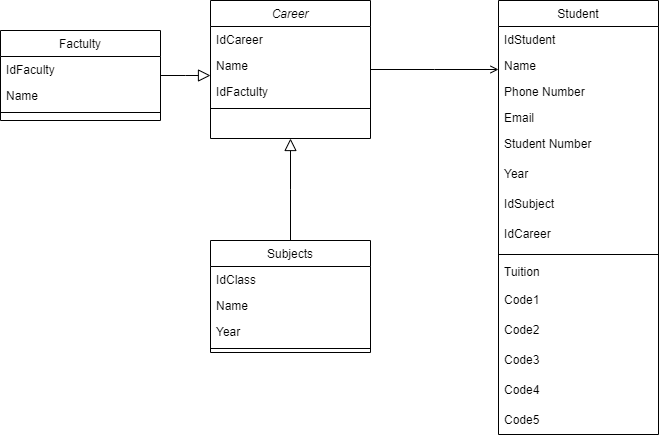 Factulty
IdFaculty
Name
Career
IdCareer
Name
IdFactulty
Subjects
IdClass
Name
Year
Student
IdStudent
Name
Phone Number
Email
Student Number
Year
IdSubject
IdCareer
Tuition
Code1
Code2
Code3
Code4
Code5